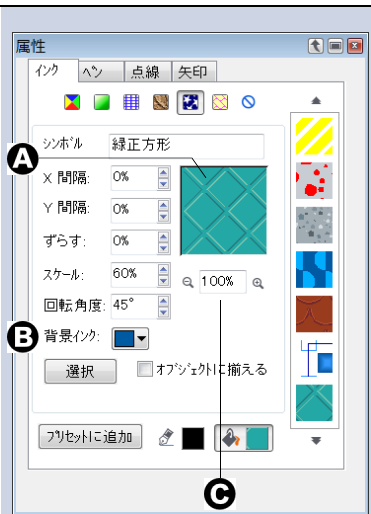 属性
インク ペン 点線 矢印
シンボル 緑正方形
A
X 間隔: 0%
Y 間隔: 0%
ずらす: 0%
スケール: 60% 100%
回転角度: 45°
B 背景インク:
選択 オブジェクトに揃える
プリセットに追加
C